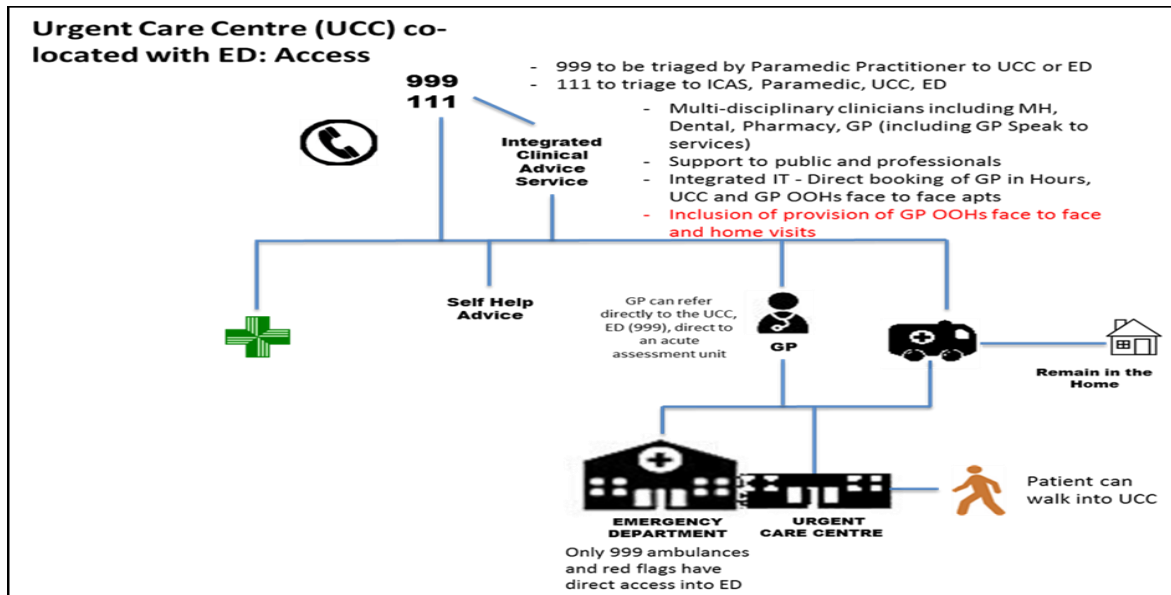 Urgent Care Centre (UCC) co-
located with ED: Access
999
111
- 999 to be triaged by Paramedic Practitioner to UCC or ED
- 111 to triage to ICAS, Paramedic, UCC, ED
- Multi-disciplinary clinicians including MH,
Dental, Pharmacy, GP (including GP Speak to
services)
- Support to public and professionals
- Integrated IT - Direct booking of GP in Hours,
UCC and GP OOHs face to face apts
- Inclusion of provision of GP OOHs face to face
and home visits
Integrated
Clinical
Advice
Service
Self Help
Advice
GP can refer
directly to the UCC,
ED (999), direct to
an acute
assessment unit
GP
Remain in the
Home
EMERGENCY
DEPARTMENT
Only 999 ambulances
and red flags have
direct access into ED
URGENT
CARE CENTRE
Patient can
walk into UCC